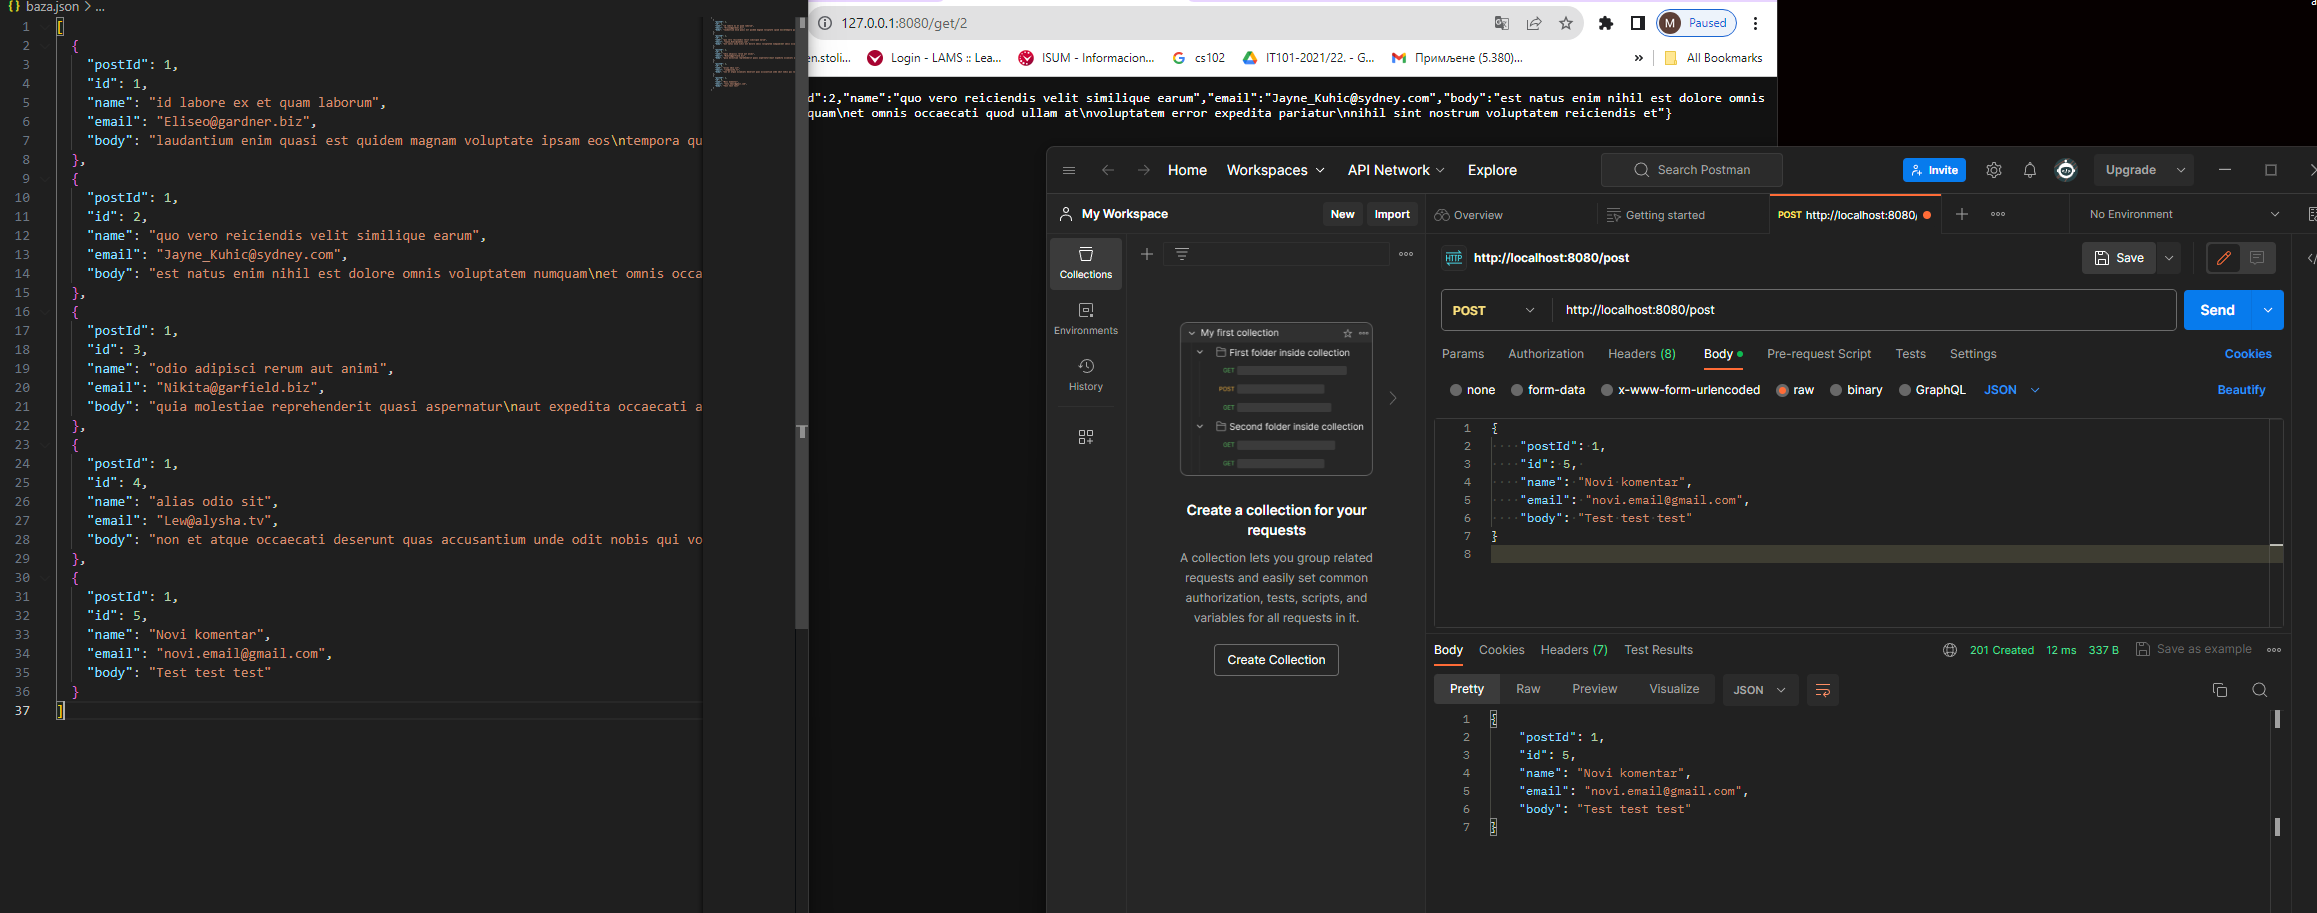 {} baza.json > ...
1 [
2 {
3 "postId": 1,
4 "id": 1,
5 "name": "id labore ex et quam laborum",
6 "email": "Eliseo@gardner.biz",
7 "body": "laudantium enim quasi est quidem magnam voluptate ipsam eos\ntempora qu
8 },
9 {
10 "postId": 1,
11 "id": 2,
12 "name": "quo vero reiciendis velit similique earum",
13 "email": "Jayne_Kuhic@sydney.com",
14 "body": "est natus enim nihil est dolore omnis voluptatem numquam\net omnis occa
15 },
16 {
17 "postId": 1,
18 "id": 3,
19 "name": "odio adipisci rerum aut animi",
20 "email": "Nikita@garfield.biz",
21 "body": "quia molestiae reprehenderit quasi aspernatur\naut expedita occaecati a
22 },
23 {
24 "postId": 1,
25 "id": 4,
26 "name": "alias odio sit",
27 "email": "Lew@alysha.tv",
28 "body": "non et atque occaecati deserunt quas accusantium unde odit nobis qui vo
29 },
30 {
31 "postId": 1,
32 "id": 5,
33 "name": "Novi komentar",
34 "email": "novi.email@gmail.com",
35 "body": "Test test test"
36 }
37 ]
127.0.0.1:8080/get/2
M Paused
en.stoli... Login - LAMS :: Lea... ISUM - Informacion... cs102 IT101-2021/22. - G... Примљене (5.380)... » All Bookmarks
d":2,"name":"quo vero reiciendis velit similique earum","email":"Jayne_Kuhic@sydney.com","body":"est natus enim nihil est dolore omnis
quam\net omnis occaecati quod ullam at\nvoluptatem error expedita pariatur\nnihil sint nostrum voluptatem reiciendis et"}
Home Workspaces API Network Explore Search Postman Invite Upgrade
My Workspace New Import Overview Getting started POST http://localhost:8080/ No Environment
Collections
Environments
History
My first collection
First folder inside collection
GET
POST
GET
Second folder inside collection
GET
GET
Create a collection for your
requests
A collection lets you group related
requests and easily set common
authorization, tests, scripts, and
variables for all requests in it.
Create Collection
HTTP http://localhost:8080/post Save
POST http://localhost:8080/post Send
Params Authorization Headers (8) Body Pre-request Script Tests Settings Cookies
none form-data x-www-form-urlencoded raw binary GraphQL JSON Beautify
1 {
2 "postId": 1,
3 "id": 5,
4 "name": "Novi komentar",
5 "email": "novi.email@gmail.com",
6 "body": "Test test test"
7 }
8
Body Cookies Headers (7) Test Results 201 Created 12 ms 337 B Save as example
Pretty Raw Preview Visualize JSON
1 {
2 "postId": 1,
3 "id": 5,
4 "name": "Novi komentar",
5 "email": "novi.email@gmail.com",
6 "body": "Test test test"
7 }